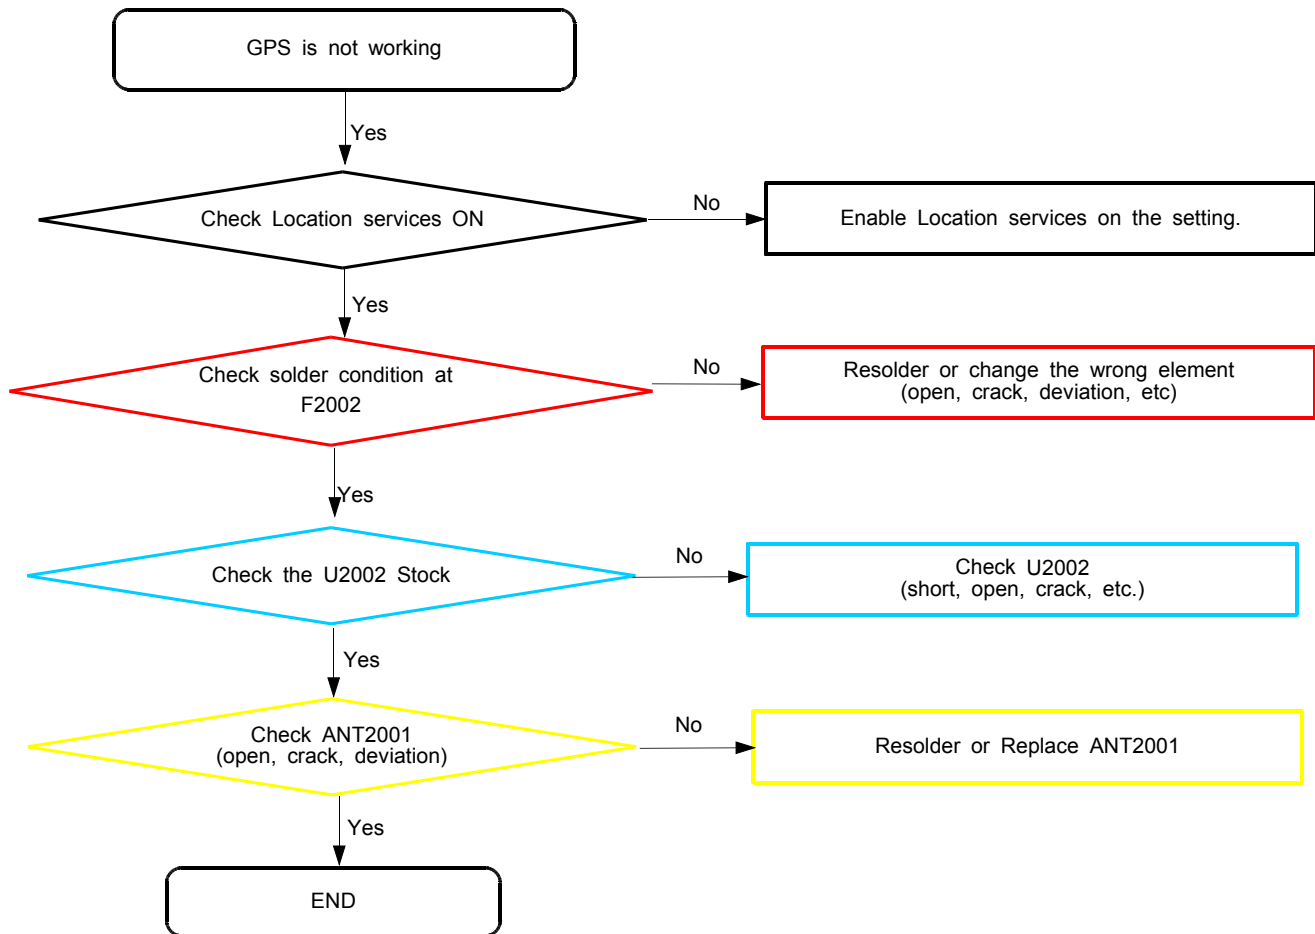 GPS is not working
Yes
Check Location services ON
No
Enable Location services on the setting.
Yes
Check solder condition at
F2002
No
Resolder or change the wrong element
(open, crack, deviation, etc)
Yes
Check the U2002 Stock
No
Check U2002
(short, open, crack, etc.)
Yes
Check ANT2001
(open, crack, deviation)
No
Resolder or Replace ANT2001
Yes
END